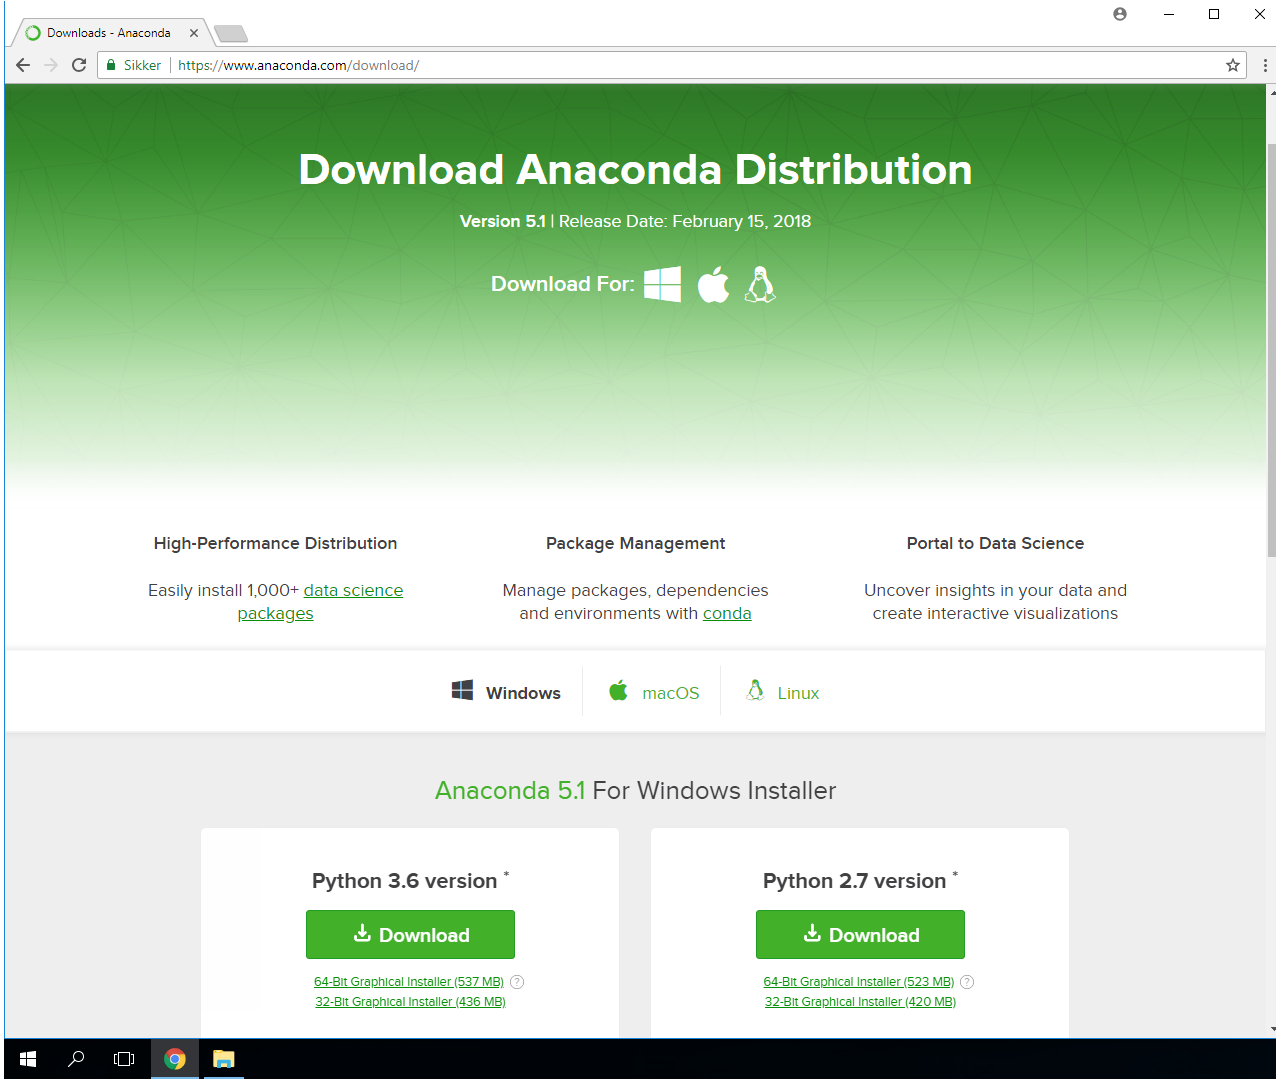 Downloads - Anaconda
Sikker https://www.anaconda.com/download/
Download Anaconda Distribution
Version 5.1 | Release Date: February 15, 2018
Download For:
High-Performance Distribution
Easily install 1,000+ data science
packages
Package Management
Manage packages, dependencies
and environments with conda
Portal to Data Science
Uncover insights in your data and
create interactive visualizations
Windows
macOS
Linux
Anaconda 5.1 For Windows Installer
Python 3.6 version *
Download
64-Bit Graphical Installer (537 MB) ?
32-Bit Graphical Installer (436 MB)
Python 2.7 version *
Download
64-Bit Graphical Installer (523 MB) ?
32-Bit Graphical Installer (420 MB)